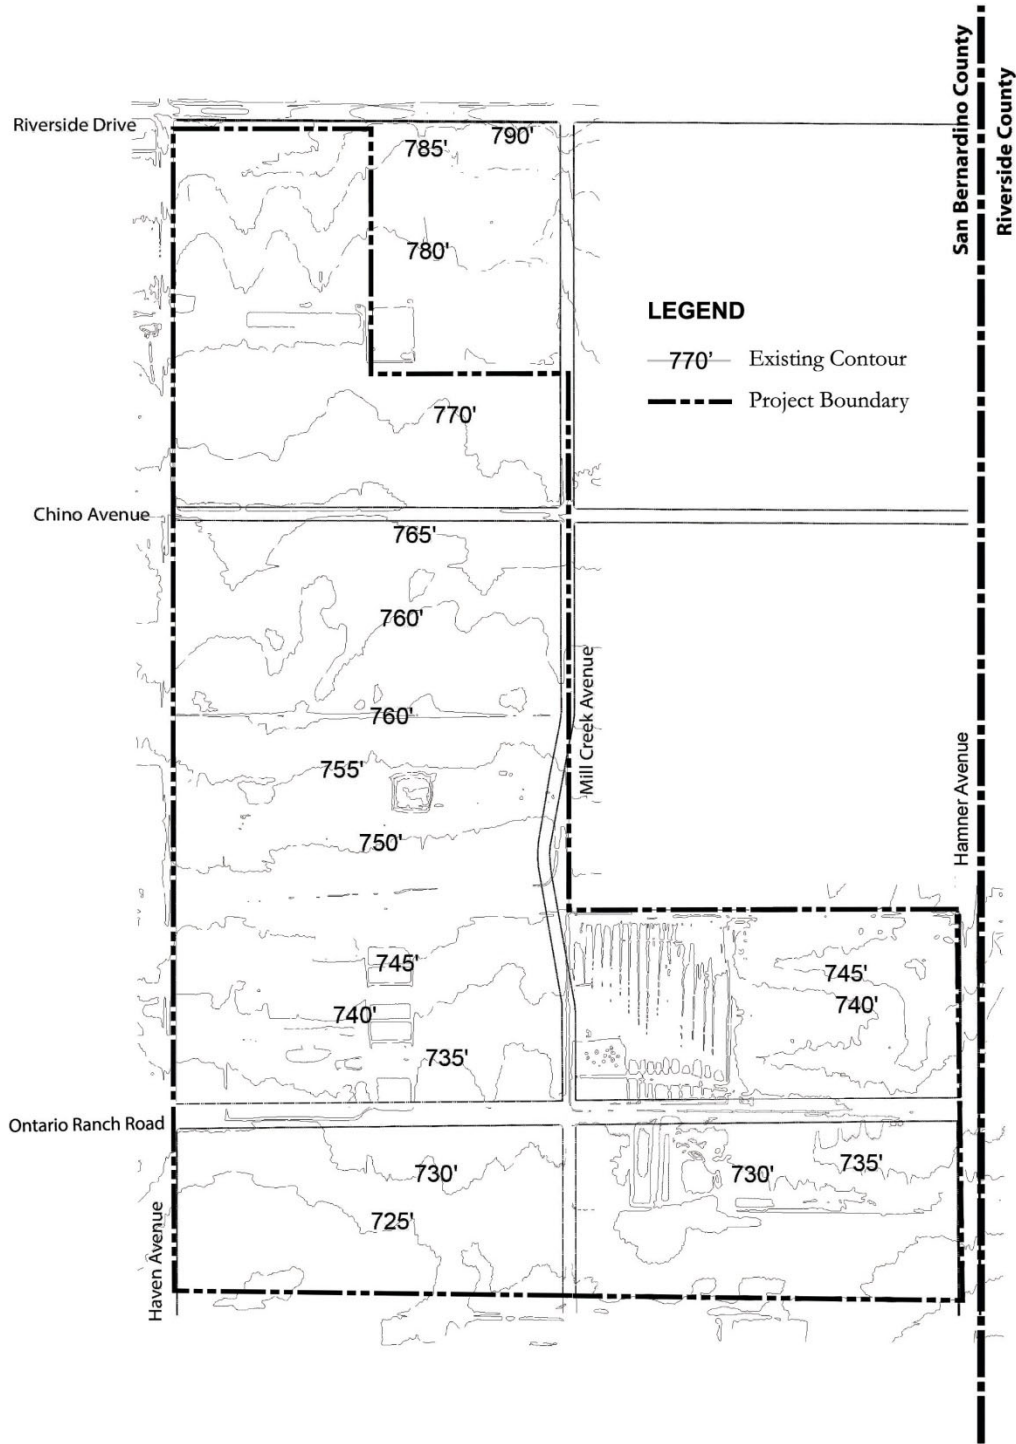 San Bernardino County
Riverside County
Riverside Drive
790'
785'
780'
LEGEND
770' Existing Contour
Project Boundary
770'
Chino Avenue
765'
760'
Mill Creek Avenue
760'
755'
Hamner Avenue
750'
745'
745'
740'
740'
735'
Ontario Ranch Road
730'
730'
735'
725'
Haven Avenue